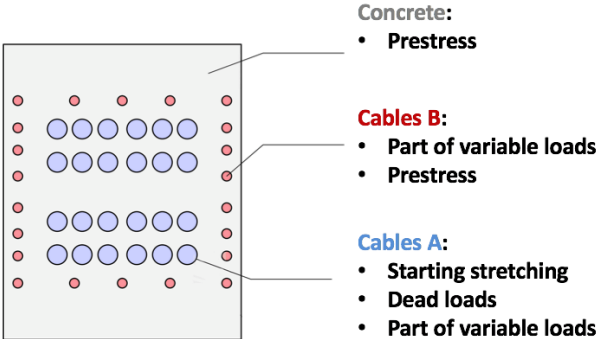 Concrete:
• Prestress
Cables B:
• Part of variable loads
• Prestress
Cables A:
• Starting stretching
• Dead loads
• Part of variable loads